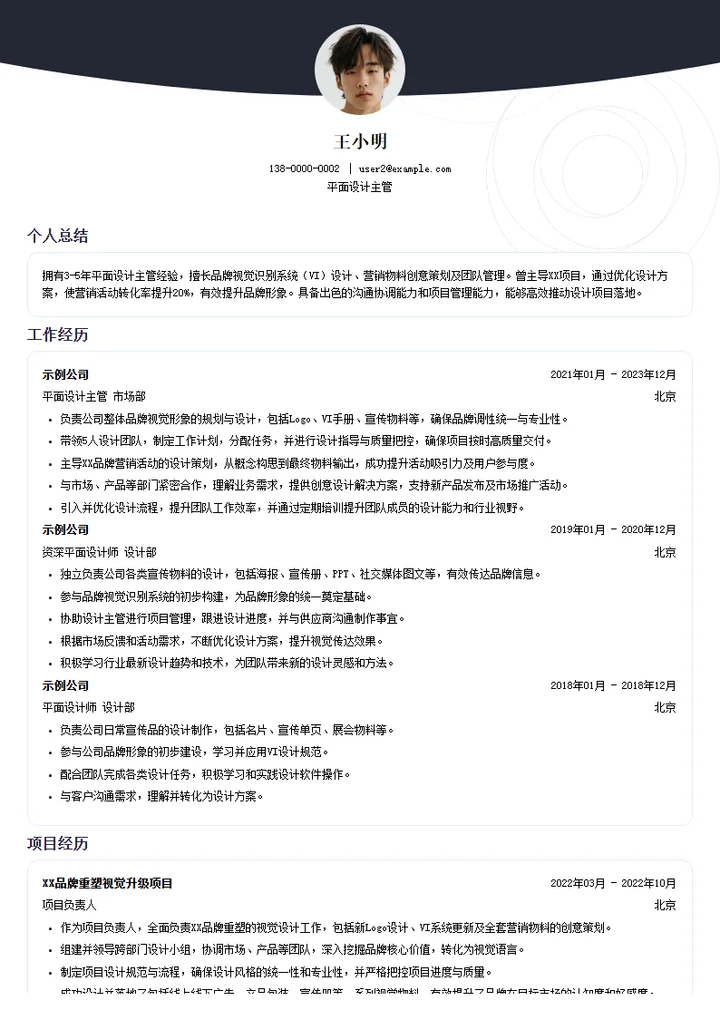 王小明
138-0000-0002 | user2@example.com
平面设计主管
个人总结
拥有3-5年平面设计主管经验，擅长品牌视觉识别系统（VI）设计、营销物料创意策划及团队管理。曾主导XX项目，通过优化设计方
案，使营销活动转化率提升20%，有效提升品牌形象。具备出色的沟通协调能力和项目管理能力，能够高效推动设计项目落地。
工作经历
示例公司 2021年01月 - 2023年12月
平面设计主管 市场部 北京
• 负责公司整体品牌视觉形象的规划与设计，包括Logo、VI手册、宣传物料等，确保品牌调性统一与专业性。
• 带领5人设计团队，制定工作计划，分配任务，并进行设计指导与质量把控，确保项目按时高质量交付。
• 主导XX品牌营销活动的设计策划，从概念构思到最终物料输出，成功提升活动吸引力及用户参与度。
• 与市场、产品等部门紧密合作，理解业务需求，提供创意设计解决方案，支持新产品发布及市场推广活动。
• 引入并优化设计流程，提升团队工作效率，并通过定期培训提升团队成员的设计能力和行业视野。
示例公司 2019年01月 - 2020年12月
资深平面设计师 设计部 北京
• 独立负责公司各类宣传物料的设计，包括海报、宣传册、PPT、社交媒体图文等，有效传达品牌信息。
• 参与品牌视觉识别系统的初步构建，为品牌形象的统一奠定基础。
• 协助设计主管进行项目管理，跟进设计进度，并与供应商沟通制作事宜。
• 根据市场反馈和活动需求，不断优化设计方案，提升视觉传达效果。
• 积极学习行业最新设计趋势和技术，为团队带来新的设计灵感和方法。
示例公司 2018年01月 - 2018年12月
平面设计师 设计部 北京
• 负责公司日常宣传品的设计制作，包括名片、宣传单页、展会物料等。
• 参与公司品牌形象的初步建设，学习并应用VI设计规范。
• 配合团队完成各类设计任务，积极学习和实践设计软件操作。
• 与客户沟通需求，理解并转化为设计方案。
项目经历
XX品牌重塑视觉升级项目 2022年03月 - 2022年10月
项目负责人 北京
• 作为项目负责人，全面负责XX品牌重塑的视觉设计工作，包括新Logo设计、VI系统更新及全套营销物料的创意策划。
• 组建并领导跨部门设计小组，协调市场、产品等团队，深入挖掘品牌核心价值，转化为视觉语言。
• 制定项目设计规范与流程，确保设计风格的统一性和专业性，并严格把控项目进度与质量。